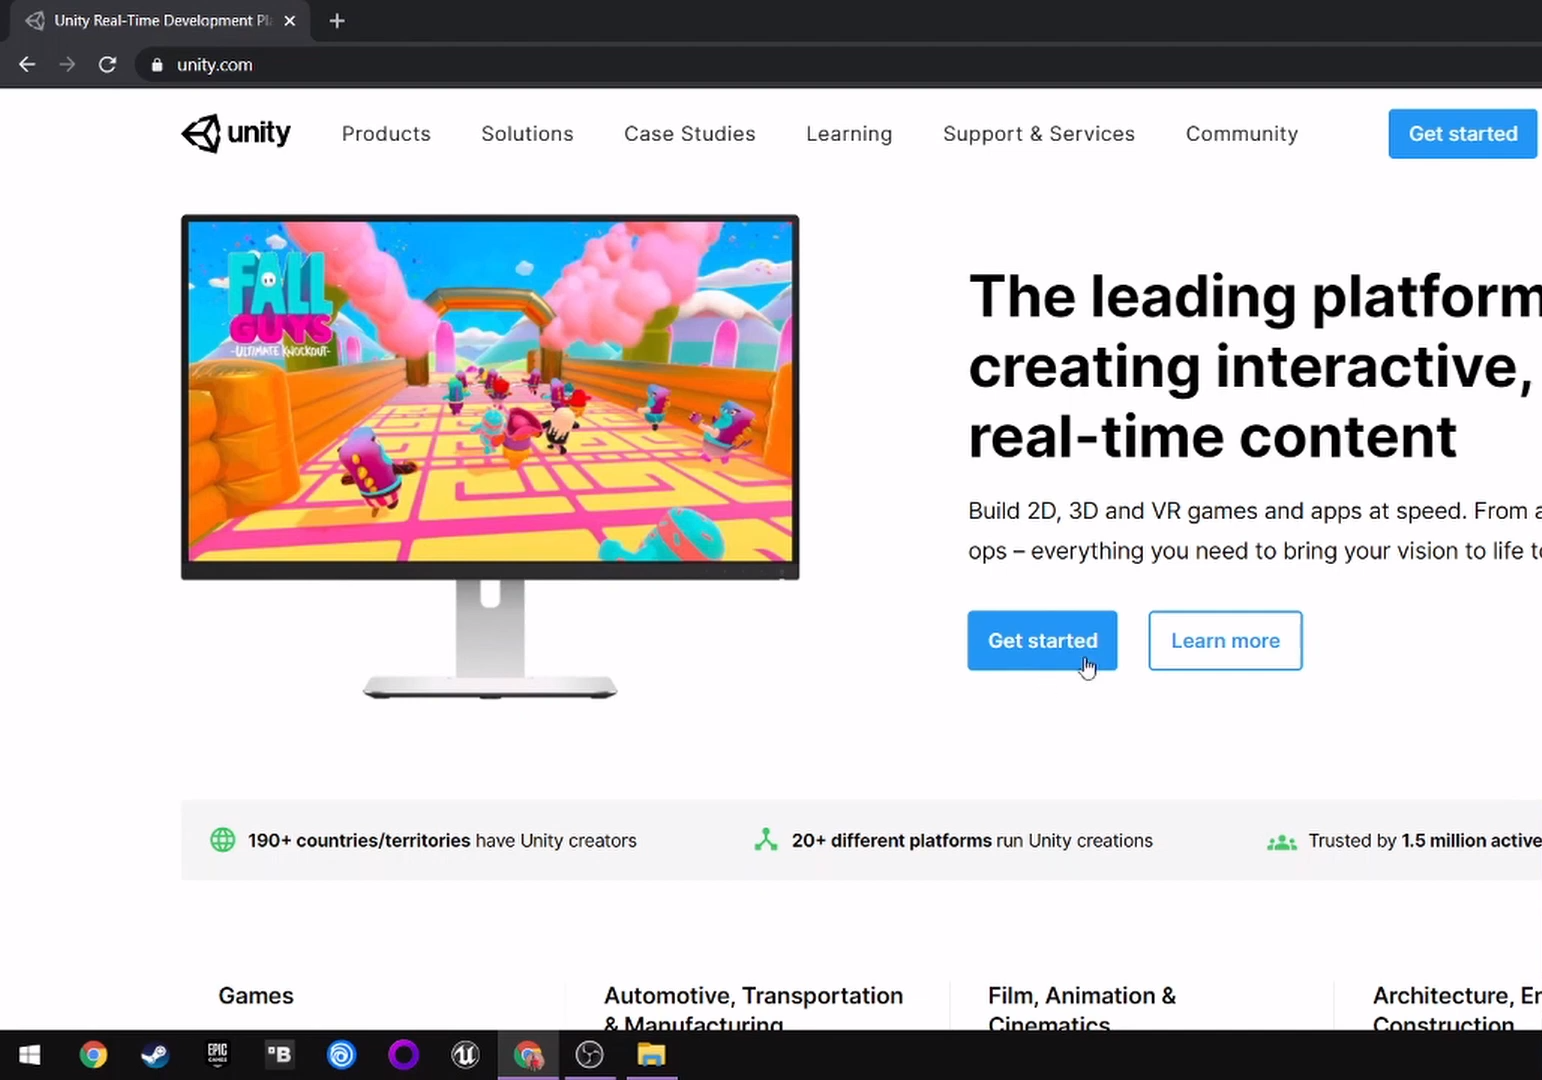 Unity Real-Time Development Pl
unity.com
unity
Products
Solutions
Case Studies
Learning
Support & Services
Community
Get started
FALL
GUYS
-ULTIMATE KNOCKOUT-
The leading platform
creating interactive,
real-time content
Build 2D, 3D and VR games and apps at speed. From a
ops – everything you need to bring your vision to life to
Get started
Learn more
190+ countries/territories have Unity creators
20+ different platforms run Unity creations
Trusted by 1.5 million active
Games
Automotive, Transportation
& Manufacturing
Film, Animation &
Cinematics
Architecture, En
Construction
EPIC
GAMES
B